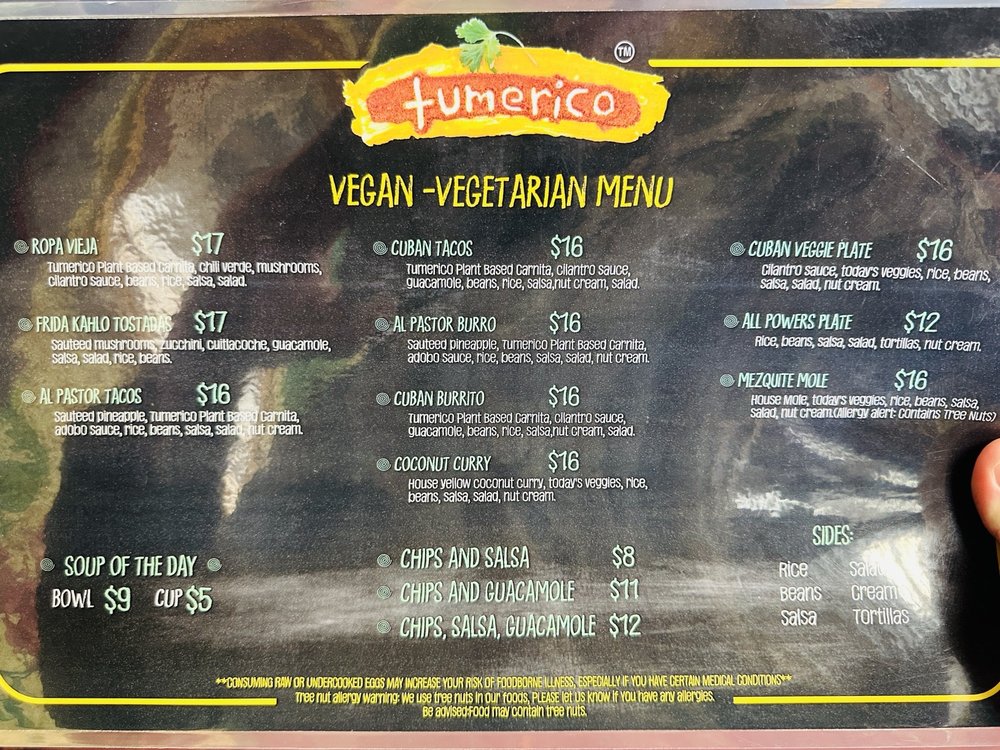 tumerico TM
VEGAN -VEGETARIAN MENU
ROPA VIEJA $17
Tumerico Plant Based Carnita, chili verde, mushrooms,
cilantro sauce, beans, rice, salsa, salad.
FRIDA KAHLO TOSTADAS $17
Sauteed mushrooms, zucchini, cuitlacoche, guacamole,
salsa, salad, rice, beans.
AL PASTOR TACOS $16
Sauteed pineapple, Tumerico Plant Based Carnita,
adobo sauce, rice, beans, salsa, salad, nut cream.
CUBAN TACOS $16
Tumerico Plant Based Carnita, cilantro sauce,
guacamole, beans, rice, salsa,nut cream, salad.
AL PASTOR BURRO $16
Sauteed pineapple, Tumerico Plant Based Carnita,
adobo sauce, rice, beans, salsa, salad, nut cream.
CUBAN BURRITO $16
Tumerico Plant Based Carnita, cilantro sauce,
guacamole, beans, rice, salsa,nut cream, salad.
COCONUT CURRY $16
House yellow coconut curry, today's veggies, rice,
beans, salsa, salad, nut cream.
CUBAN VEGGIE PLATE $16
Cilantro sauce, today's veggies, rice, beans,
salsa, salad, nut cream.
ALL POWERS PLATE $12
Rice, beans, salsa, salad, tortillas, nut cream.
MEZQUITE MOLE $16
House Mole, today's veggies, rice, beans, salsa,
salad, nut cream.(Allergy alert: Contains Tree Nuts)
SOUP OF THE DAY
BOWL $9 CUP $5
CHIPS AND SALSA $8
CHIPS AND GUACAMOLE $11
CHIPS, SALSA, GUACAMOLE $12
SIDES:
Rice Salad
Beans Cream
Salsa Tortillas
**CONSUMING RAW OR UNDERCOOKED EGGS MAY INCREASE YOUR RISK OF FOODBORNE ILLNESS, ESPECIALLY IF YOU HAVE CERTAIN MEDICAL CONDITIONS**
Tree nut allergy warning: We use tree nuts in our foods, PLEASE let us know if you have any allergies.
Be advised:Food may contain tree nuts.